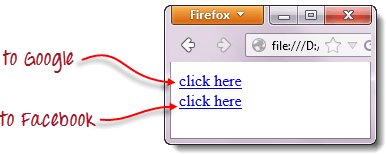 Firefox
file:///D:/
to Google
click here
click here
to Facebook